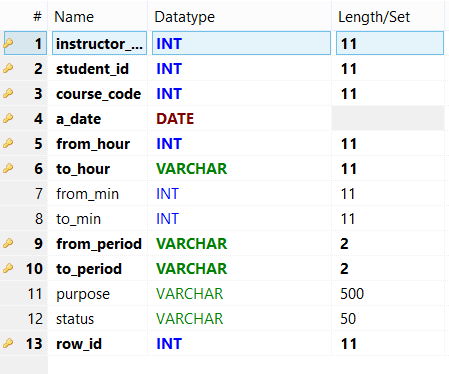 # Name Datatype Length/Set
1 instructor_... INT 11
2 student_id INT 11
3 course_code INT 11
4 a_date DATE
5 from_hour INT 11
6 to_hour VARCHAR 11
7 from_min INT 11
8 to_min INT 11
9 from_period VARCHAR 2
10 to_period VARCHAR 2
11 purpose VARCHAR 500
12 status VARCHAR 50
13 row_id INT 11